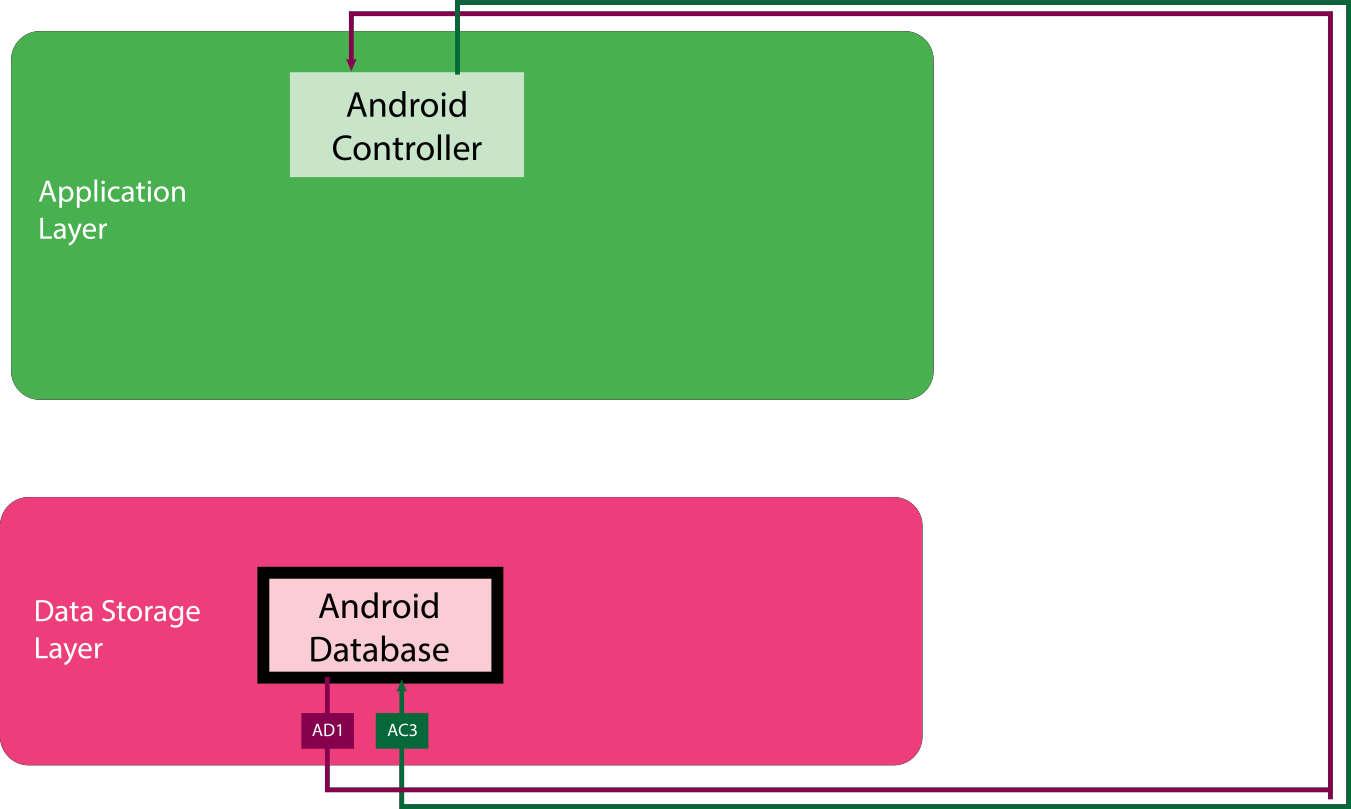 Android
Controller
Application
Layer
Data Storage
Layer
Android
Database
AD1
AC3